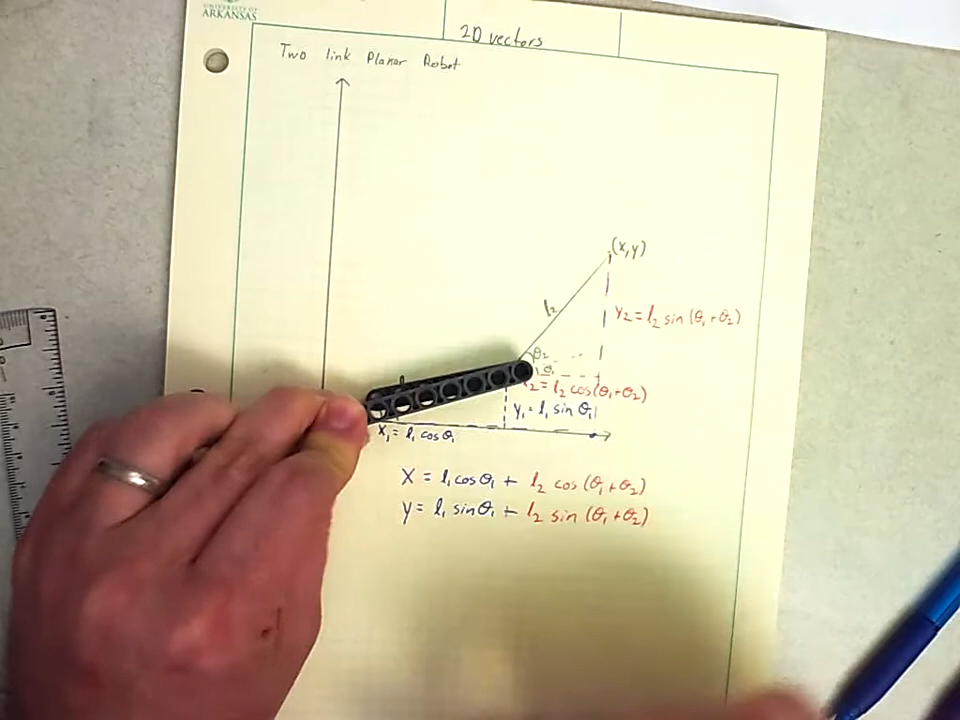 UNIVERSITY OF
ARKANSAS
2D vectors
Two link Planar Robot
(x,y)
l₂
y₂ = l₂ sin (θ₁+θ₂)
θ₂
θ₁
x₂ = l₂ cos(θ₁+θ₂)
y₁ = l₁ sin θ₁
x₁ = l₁ cos θ₁
x = l₁ cos θ₁ + l₂ cos (θ₁+θ₂)
y = l₁ sin θ₁ + l₂ sin (θ₁+θ₂)